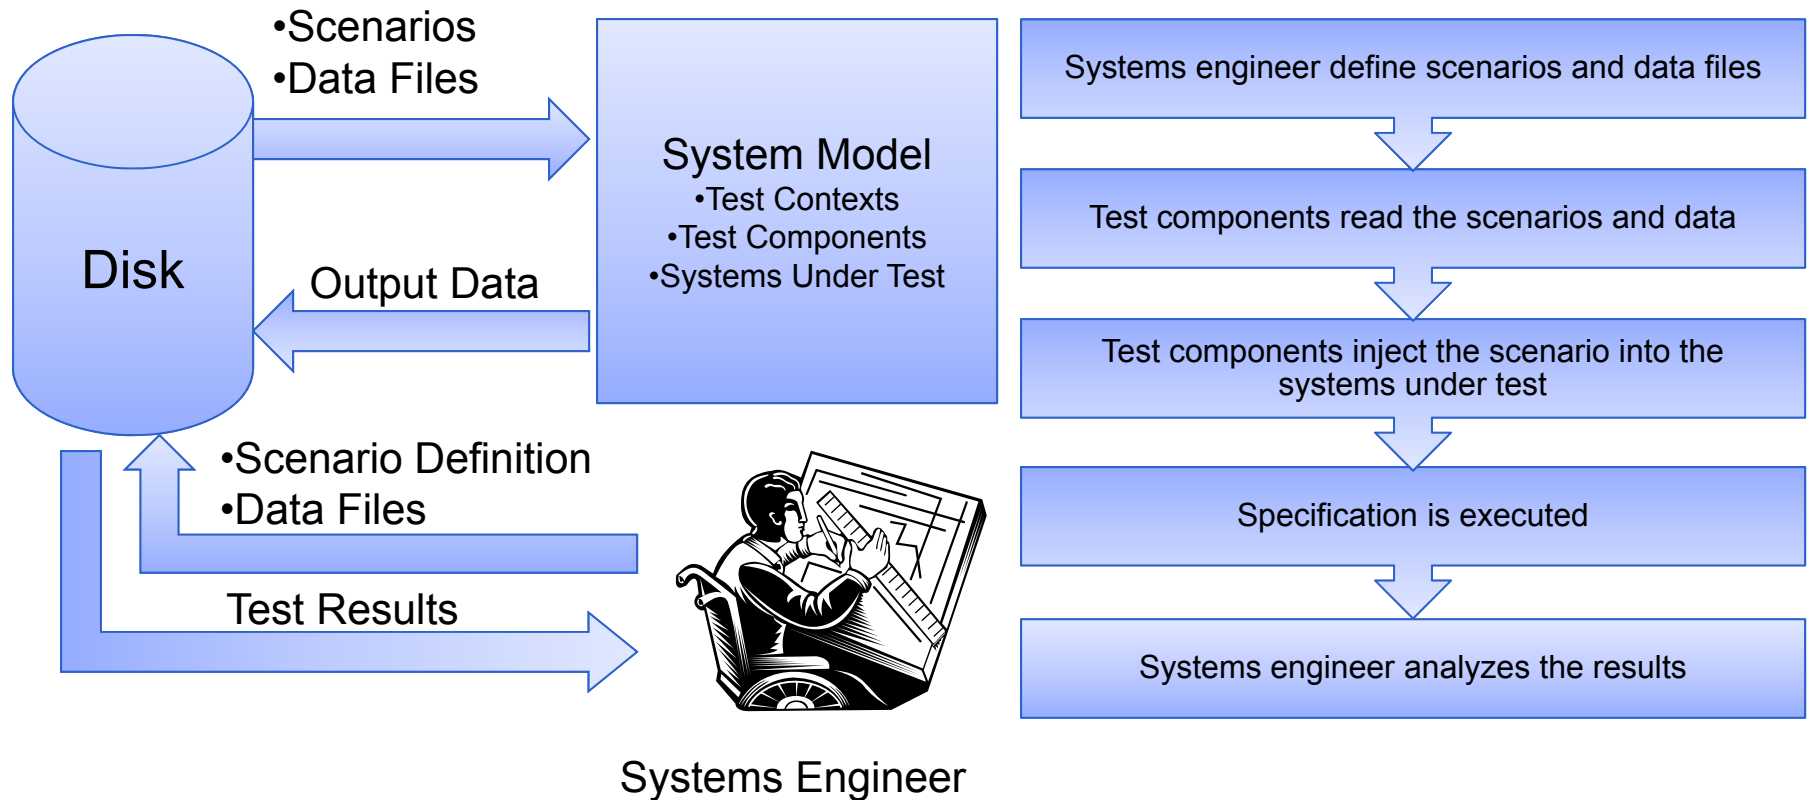 •Scenarios
•Data Files
Disk
System Model
•Test Contexts
•Test Components
•Systems Under Test
Output Data
•Scenario Definition
•Data Files
Test Results
Systems Engineer
Systems engineer define scenarios and data files
Test components read the scenarios and data
Test components inject the scenario into the
systems under test
Specification is executed
Systems engineer analyzes the results